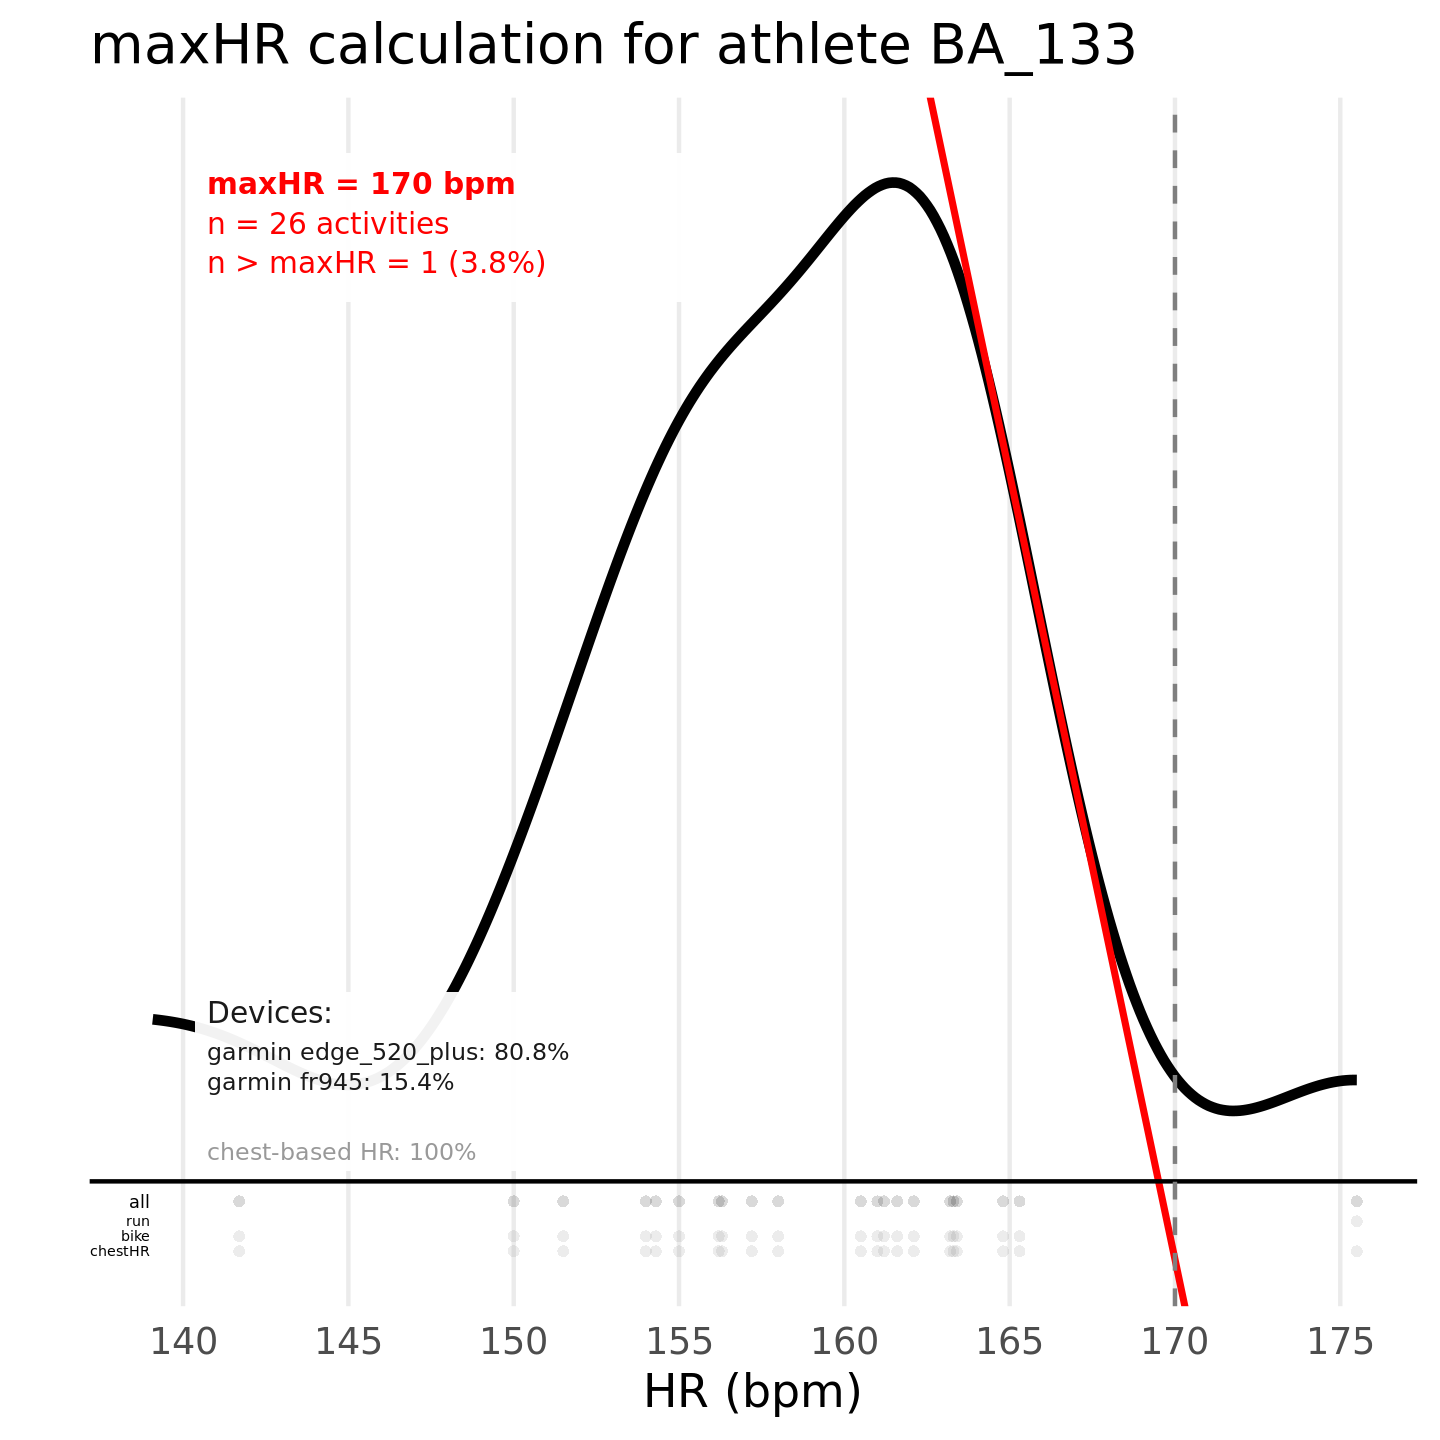 maxHR calculation for athlete BA_133
maxHR = 170 bpm
n = 26 activities
n > maxHR = 1 (3.8%)
Devices:
garmin edge_520_plus: 80.8%
garmin fr945: 15.4%
chest-based HR: 100%
all
run
bike
chestHR
140 145 150 155 160 165 170 175
HR (bpm)